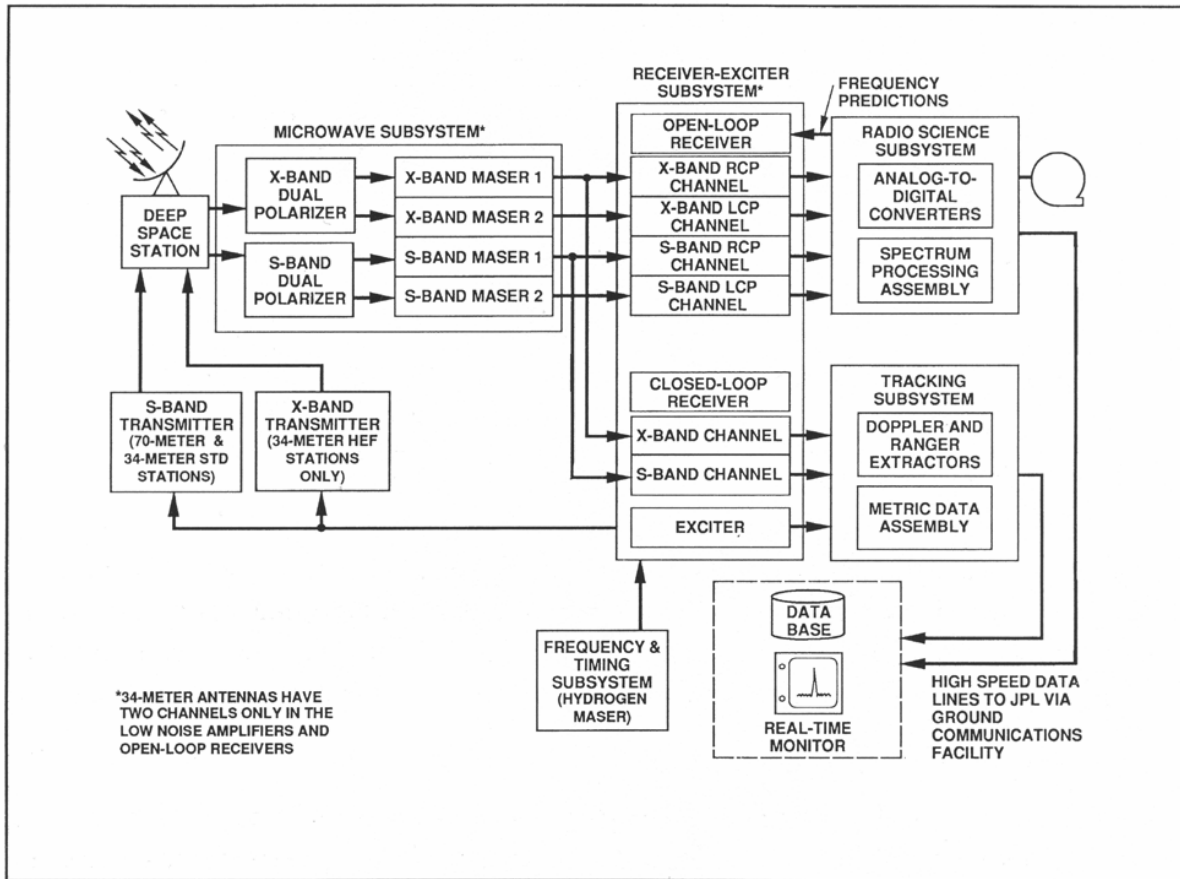 RECEIVER-EXCITER
SUBSYSTEM*
FREQUENCY
PREDICTIONS
MICROWAVE SUBSYSTEM*
DEEP
SPACE
STATION
X-BAND
DUAL
POLARIZER
S-BAND
DUAL
POLARIZER
X-BAND MASER 1
X-BAND MASER 2
S-BAND MASER 1
S-BAND MASER 2
OPEN-LOOP
RECEIVER
X-BAND RCP
CHANNEL
X-BAND LCP
CHANNEL
S-BAND RCP
CHANNEL
S-BAND LCP
CHANNEL
RADIO SCIENCE
SUBSYSTEM
ANALOG-TO-
DIGITAL
CONVERTERS
SPECTRUM
PROCESSING
ASSEMBLY
S-BAND
TRANSMITTER
(70-METER &
34-METER STD
STATIONS)
X-BAND
TRANSMITTER
(34-METER HEF
STATIONS
ONLY)
CLOSED-LOOP
RECEIVER
X-BAND CHANNEL
S-BAND CHANNEL
EXCITER
TRACKING
SUBSYSTEM
DOPPLER AND
RANGER
EXTRACTORS
METRIC DATA
ASSEMBLY
FREQUENCY &
TIMING
SUBSYSTEM
(HYDROGEN
MASER)
DATA
BASE
REAL-TIME
MONITOR
HIGH SPEED DATA
LINES TO JPL VIA
GROUND
COMMUNICATIONS
FACILITY
*34-METER ANTENNAS HAVE
TWO CHANNELS ONLY IN THE
LOW NOISE AMPLIFIERS AND
OPEN-LOOP RECEIVERS